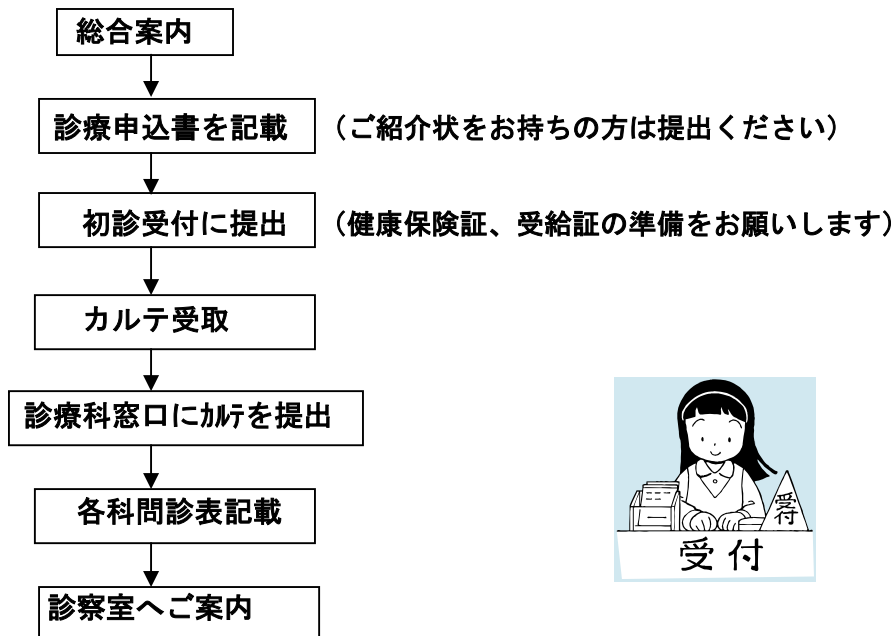 総合案内
診療申込書を記載 (ご紹介状をお持ちの方は提出ください)
初診受付に提出 (健康保険証、受給証の準備をお願いします)
カルテ受取
診療科窓口にｶﾙﾃを提出
各科問診表記載
診察室へご案内
受付
受付